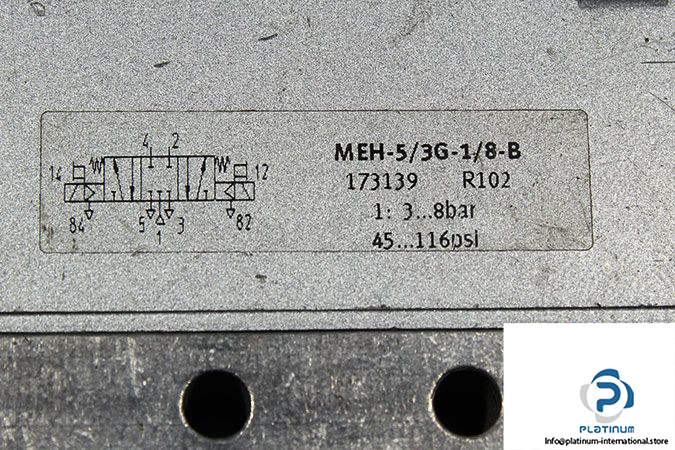 4 2
14 12
84 5 3 82
1
MEH-5/3G-1/8-B
173139 R102
1: 3...8bar
45...116psi
PLATINUM
INTERNATIONAL
Info@platinum-international.store